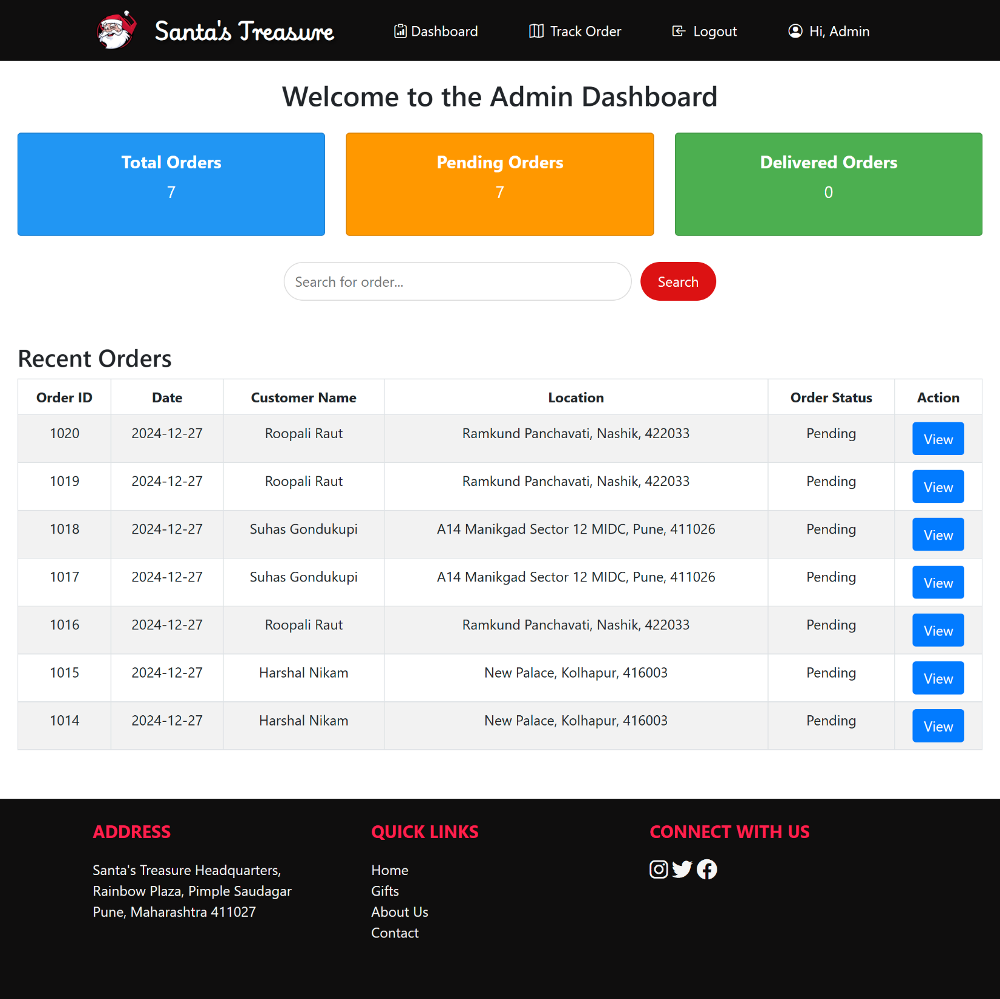 Santa's Treasure Dashboard Track Order Logout Hi, Admin
Welcome to the Admin Dashboard
Total Orders
7
Pending Orders
7
Delivered Orders
0
Search for order... Search
Recent Orders
Order ID Date Customer Name Location Order Status Action
1020 2024-12-27 Roopali Raut Ramkund Panchavati, Nashik, 422033 Pending View
1019 2024-12-27 Roopali Raut Ramkund Panchavati, Nashik, 422033 Pending View
1018 2024-12-27 Suhas Gondukupi A14 Manikgad Sector 12 MIDC, Pune, 411026 Pending View
1017 2024-12-27 Suhas Gondukupi A14 Manikgad Sector 12 MIDC, Pune, 411026 Pending View
1016 2024-12-27 Roopali Raut Ramkund Panchavati, Nashik, 422033 Pending View
1015 2024-12-27 Harshal Nikam New Palace, Kolhapur, 416003 Pending View
1014 2024-12-27 Harshal Nikam New Palace, Kolhapur, 416003 Pending View
ADDRESS
Santa's Treasure Headquarters,
Rainbow Plaza, Pimple Saudagar
Pune, Maharashtra 411027
QUICK LINKS
Home
Gifts
About Us
Contact
CONNECT WITH US